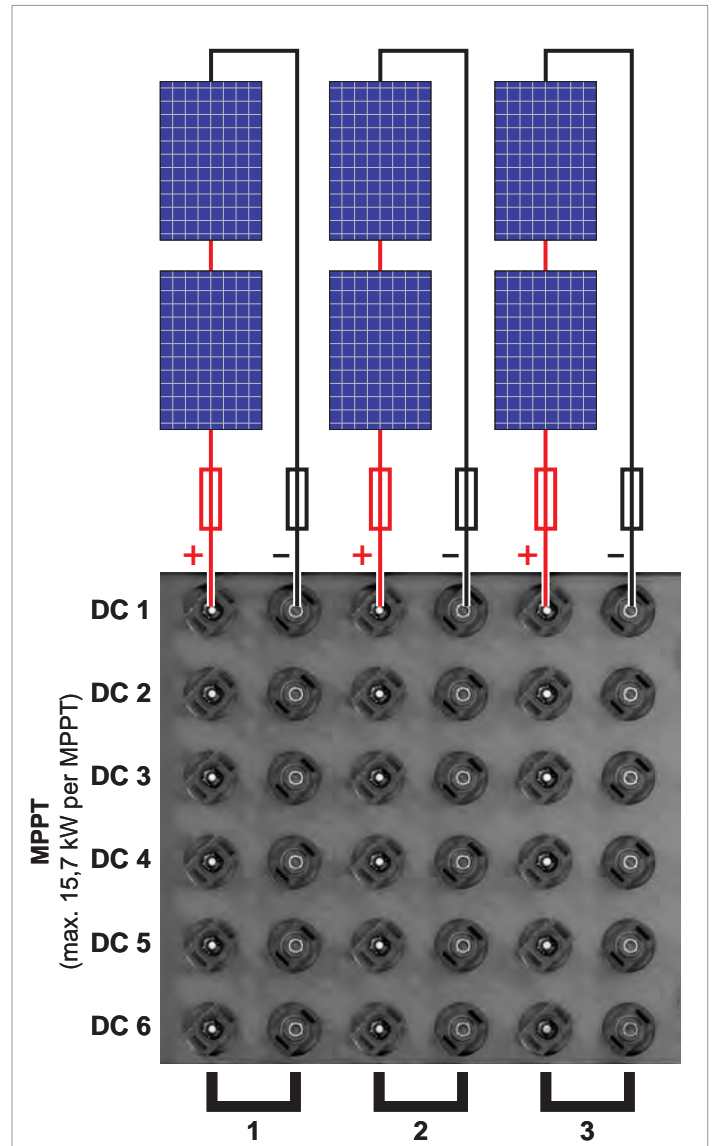 + − + − + −
DC 1
DC 2
DC 3
DC 4
DC 5
DC 6
MPPT
(max. 15,7 kW per MPPT)
1 2 3